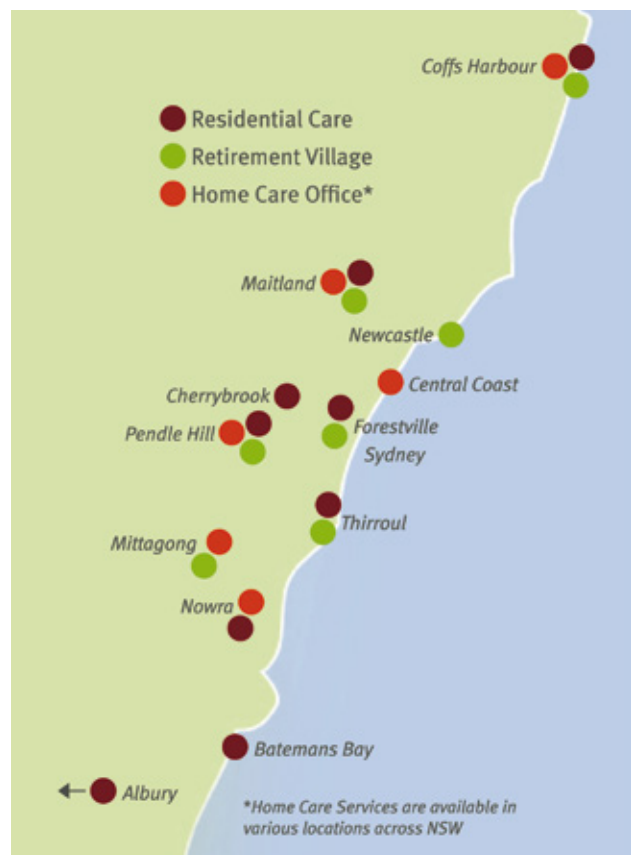 Coffs Harbour
Residential Care
Retirement Village
Home Care Office*
Maitland
Newcastle
Central Coast
Cherrybrook
Pendle Hill
Forestville
Sydney
Thirroul
Mittagong
Nowra
Batemans Bay
Albury
*Home Care Services are available in
various locations across NSW